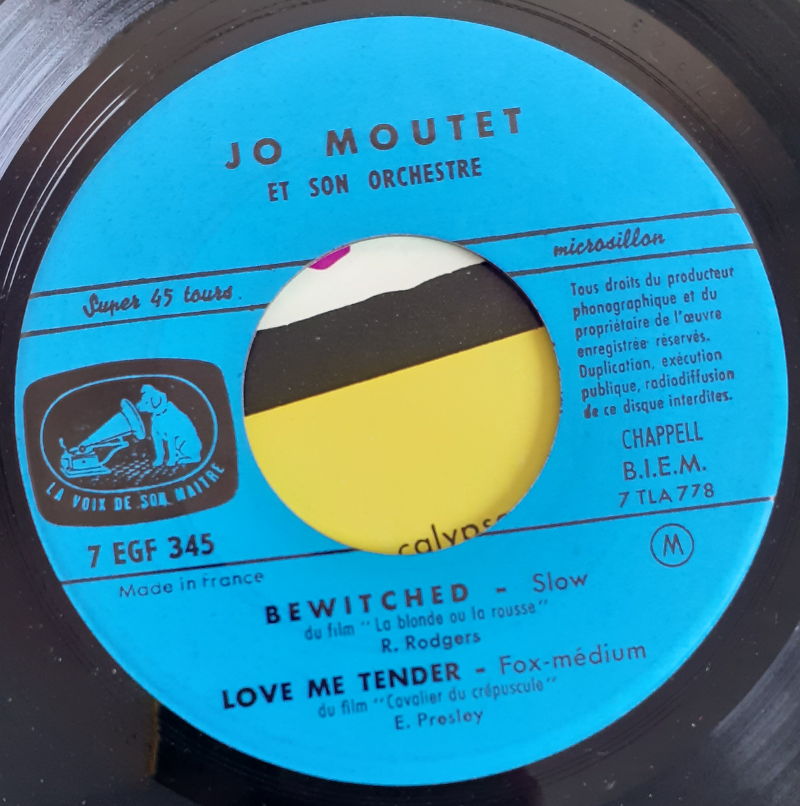 JO MOUTET
ET SON ORCHESTRE
Super 45 tours.
microsillon
Tous droits du producteur
phonographique et du
propriétaire de l'œuvre
enregistrée réservés.
Duplication, exécution
publique, radiodiffusion
de ce disque interdites.
CHAPPELL
B.I.E.M.
7 TLA 778
LA VOIX DE SON MAITRE
7 EGF 345
Made in France
M
calypso
BEWITCHED - Slow
du film "La blonde ou la rousse"
R. Rodgers
LOVE ME TENDER - Fox-médium
du film "Cavalier du crépuscule"
E. Presley